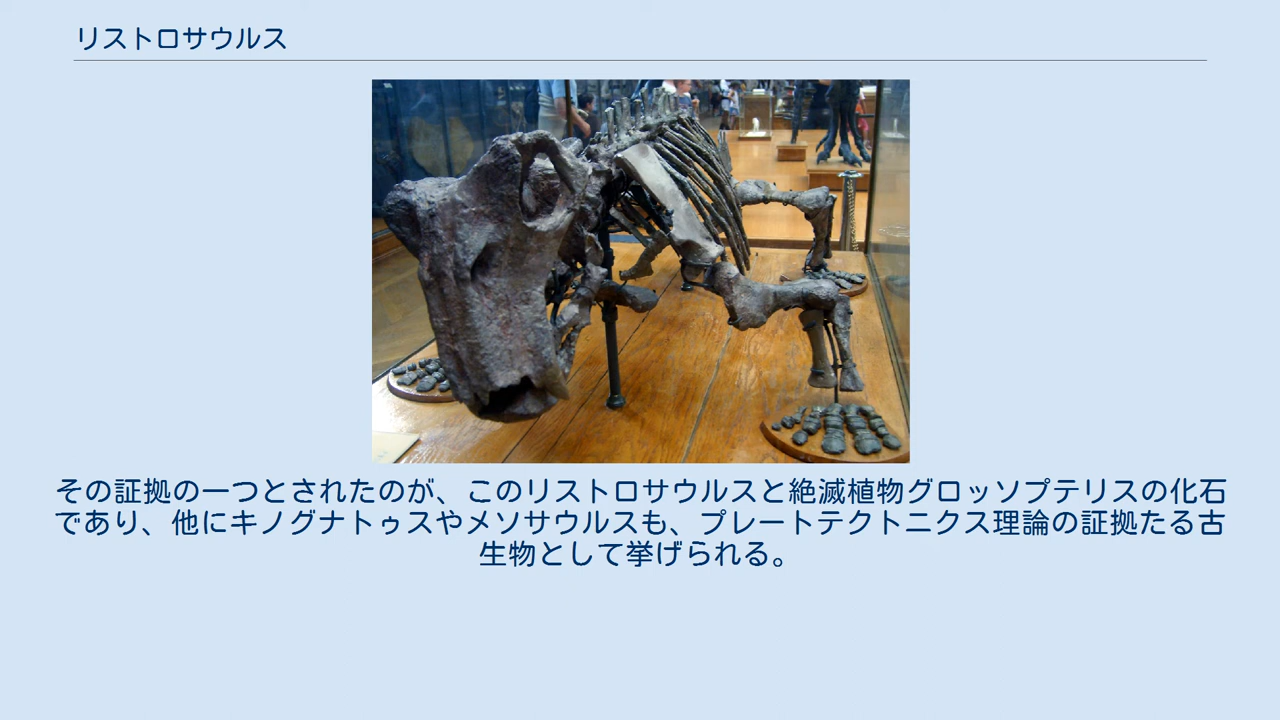 リストロサウルス
その証拠の一つとされたのが、このリストロサウルスと絶滅植物グロッソプテリスの化石
であり、他にキノグナトゥスやメソサウルスも、プレートテクトニクス理論の証拠たる古
生物として挙げられる。